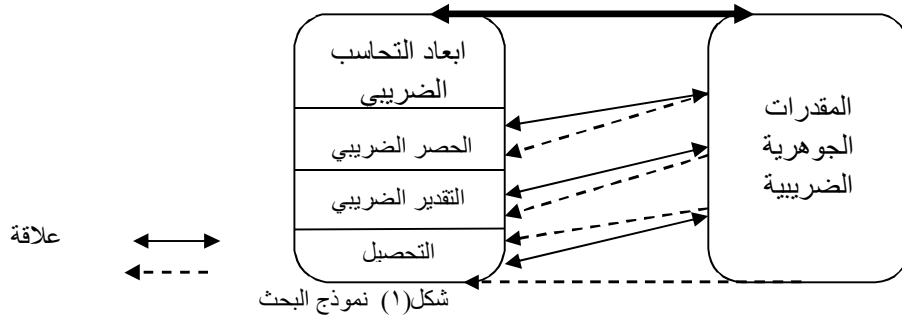 ابعاد التحاسب
الضريبي
الحصر الضريبي
التقدير الضريبي
التحصيل
المقدرات
الجوهرية
الضريبية
علاقة
شكل(١) نموذج البحث